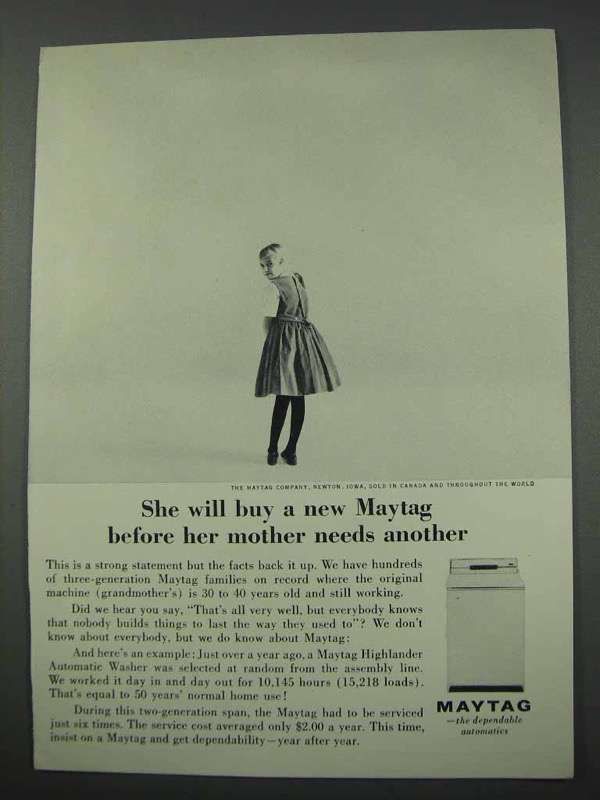 THE MAYTAG COMPANY, NEWTON, IOWA, SOLD IN CANADA AND THROUGHOUT THE WORLD
She will buy a new Maytag
before her mother needs another
This is a strong statement but the facts back it up. We have hundreds
of three-generation Maytag families on record where the original
machine (grandmother's) is 30 to 40 years old and still working.
Did we hear you say, "That's all very well, but everybody knows
that nobody builds things to last the way they used to"? We don't
know about everybody, but we do know about Maytag:
And here's an example: Just over a year ago, a Maytag Highlander
Automatic Washer was selected at random from the assembly line.
We worked it day in and day out for 10,145 hours (15,218 loads).
That's equal to 50 years' normal home use!
During this two-generation span, the Maytag had to be serviced
just six times. The service cost averaged only $2.00 a year. This time,
insist on a Maytag and get dependability—year after year.
MAYTAG
—the dependable
automatics